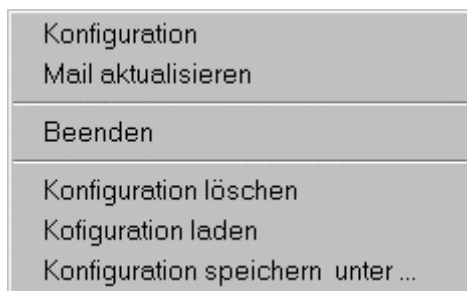 Konfiguration
Mail aktualisieren
Beenden
Konfiguration löschen
Kofiguration laden
Konfiguration speichern  unter ...